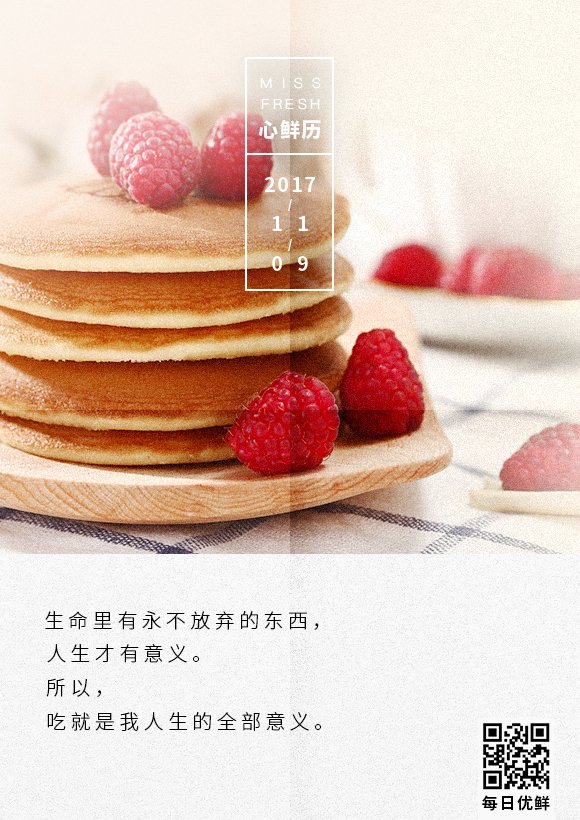 MISS
FRESH
心鲜历
2017
/
11
/
09
生命里有永不放弃的东西，
人生才有意义。
所以，
吃就是我人生的全部意义。
每日优鲜